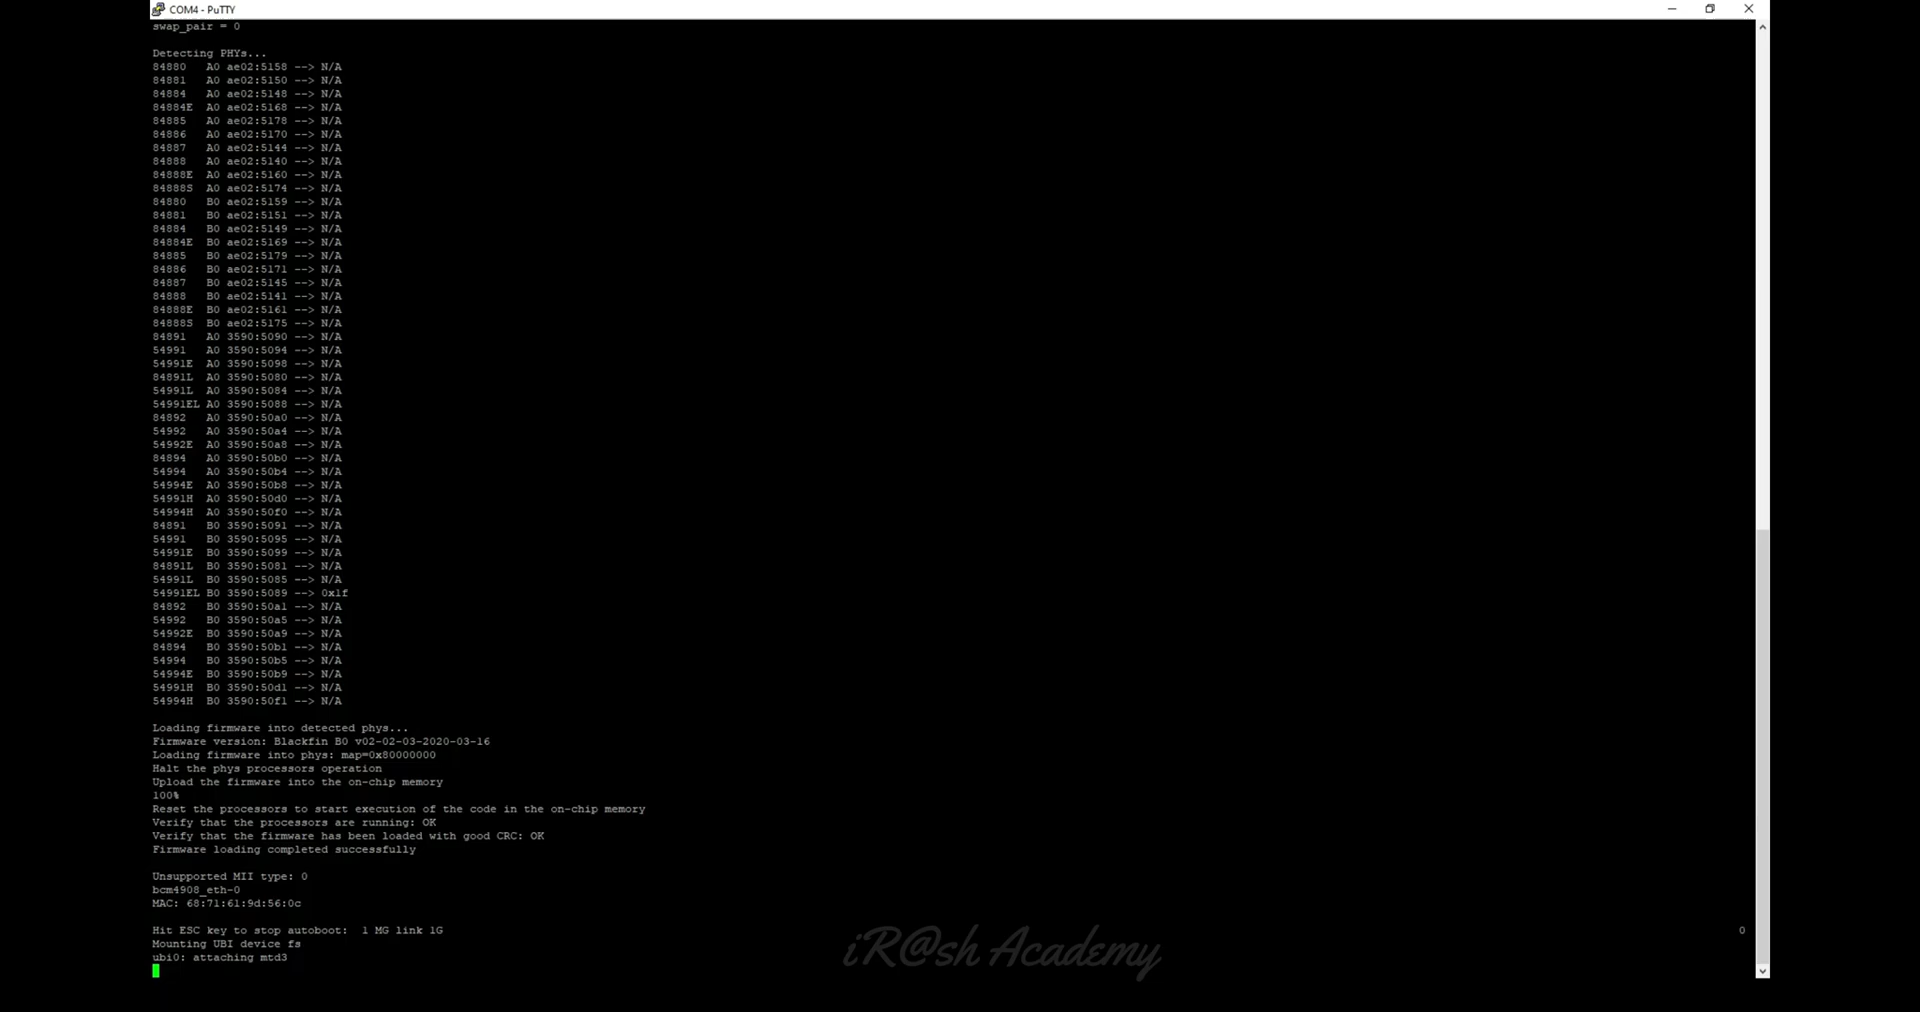 COM4 - PuTTY
swap_pair = 0
Detecting PHYs...
84880 A0 ae02:5158 --> N/A
84881 A0 ae02:5150 --> N/A
84884 A0 ae02:5148 --> N/A
84884E A0 ae02:5168 --> N/A
84885 A0 ae02:5178 --> N/A
84886 A0 ae02:5170 --> N/A
84887 A0 ae02:5144 --> N/A
84888 A0 ae02:5140 --> N/A
84888E A0 ae02:5160 --> N/A
84888S A0 ae02:5174 --> N/A
84880 B0 ae02:5159 --> N/A
84881 B0 ae02:5151 --> N/A
84884 B0 ae02:5149 --> N/A
84884E B0 ae02:5169 --> N/A
84885 B0 ae02:5179 --> N/A
84886 B0 ae02:5171 --> N/A
84887 B0 ae02:5145 --> N/A
84888 B0 ae02:5141 --> N/A
84888E B0 ae02:5161 --> N/A
84888S B0 ae02:5175 --> N/A
84891 A0 3590:5090 --> N/A
54991 A0 3590:5094 --> N/A
54991E A0 3590:5098 --> N/A
84891L A0 3590:5080 --> N/A
54991L A0 3590:5084 --> N/A
54991EL A0 3590:5088 --> N/A
84892 A0 3590:50a0 --> N/A
54992 A0 3590:50a4 --> N/A
54992E A0 3590:50a8 --> N/A
84894 A0 3590:50b0 --> N/A
54994 A0 3590:50b4 --> N/A
54994E A0 3590:50b8 --> N/A
54991H A0 3590:50d0 --> N/A
54994H A0 3590:50f0 --> N/A
84891 B0 3590:5091 --> N/A
54991 B0 3590:5095 --> N/A
54991E B0 3590:5099 --> N/A
84891L B0 3590:5081 --> N/A
54991L B0 3590:5085 --> N/A
54991EL B0 3590:5089 --> 0x1f
84892 B0 3590:50a1 --> N/A
54992 B0 3590:50a5 --> N/A
54992E B0 3590:50a9 --> N/A
84894 B0 3590:50b1 --> N/A
54994 B0 3590:50b5 --> N/A
54994E B0 3590:50b9 --> N/A
54991H B0 3590:50d1 --> N/A
54994H B0 3590:50f1 --> N/A
Loading firmware into detected phys...
Firmware version: Blackfin B0 v02-02-03-2020-03-16
Loading firmware into phys: map=0x80000000
Halt the phys processors operation
Upload the firmware into the on-chip memory
100%
Reset the processors to start execution of the code in the on-chip memory
Verify that the processors are running: OK
Verify that the firmware has been loaded with good CRC: OK
Firmware loading completed successfully
Unsupported MII type: 0
bcm4908_eth-0
MAC: 68:71:61:9d:56:0c
Hit ESC key to stop autoboot: 1 MG link 1G 0
Mounting UBI device fs
ubi0: attaching mtd3
iR@sh Academy